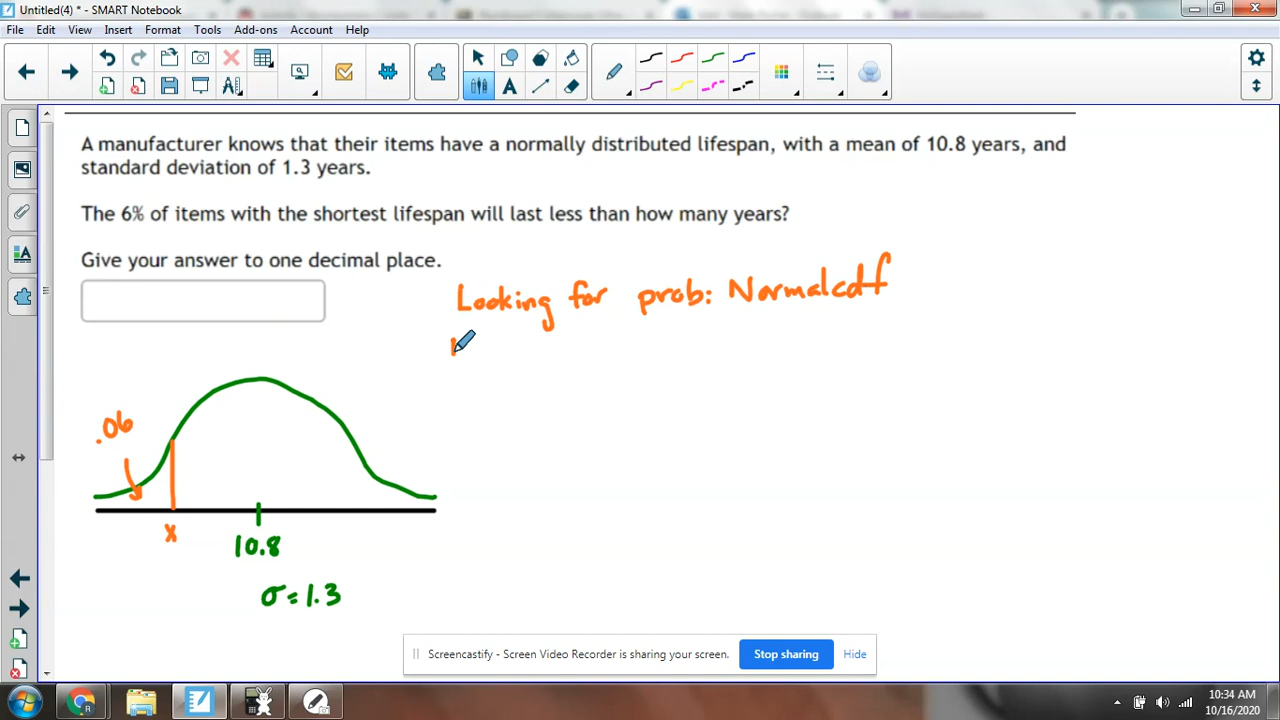 Untitled(4) * - SMART Notebook
File Edit View Insert Format Tools Add-ons Account Help
A manufacturer knows that their items have a normally distributed lifespan, with a mean of 10.8 years, and
standard deviation of 1.3 years.
The 6% of items with the shortest lifespan will last less than how many years?
Give your answer to one decimal place.
Looking for prob: Normalcdf
.06
x
10.8
σ=1.3
Screencastify - Screen Video Recorder is sharing your screen. Stop sharing Hide
10:34 AM
10/16/2020